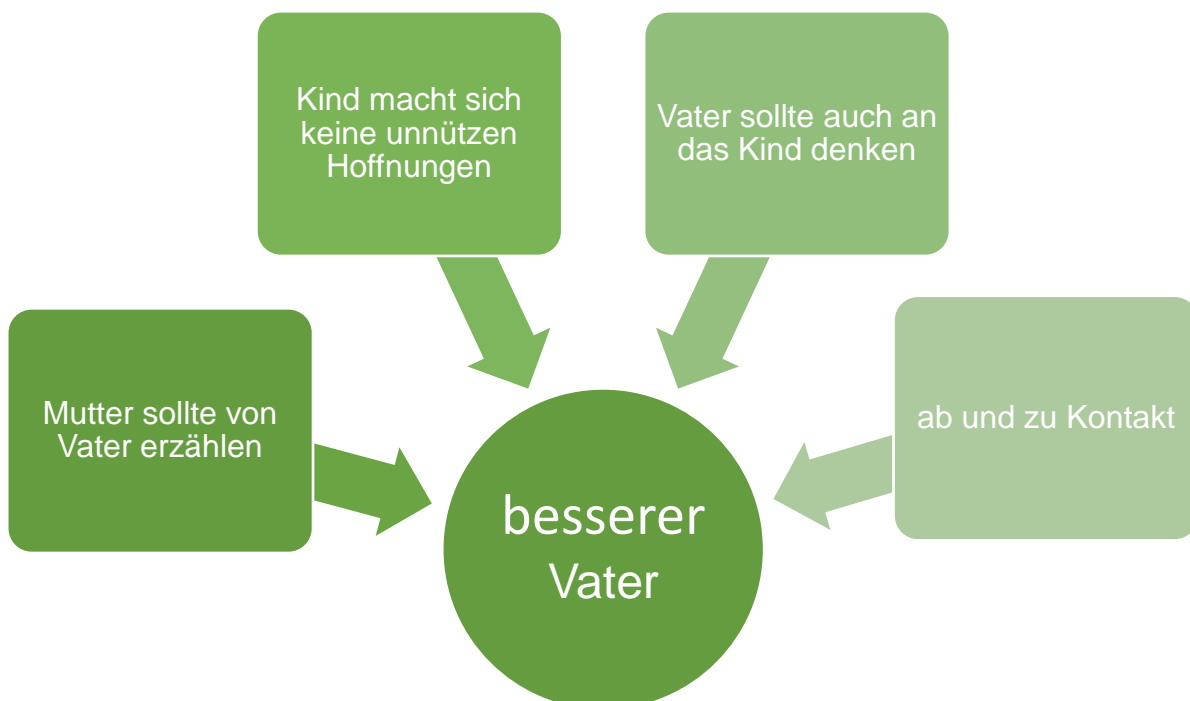 Kind macht sich
keine unnützen
Hoffnungen
Vater sollte auch an
das Kind denken
Mutter sollte von
Vater erzählen
ab und zu Kontakt
besserer
Vater